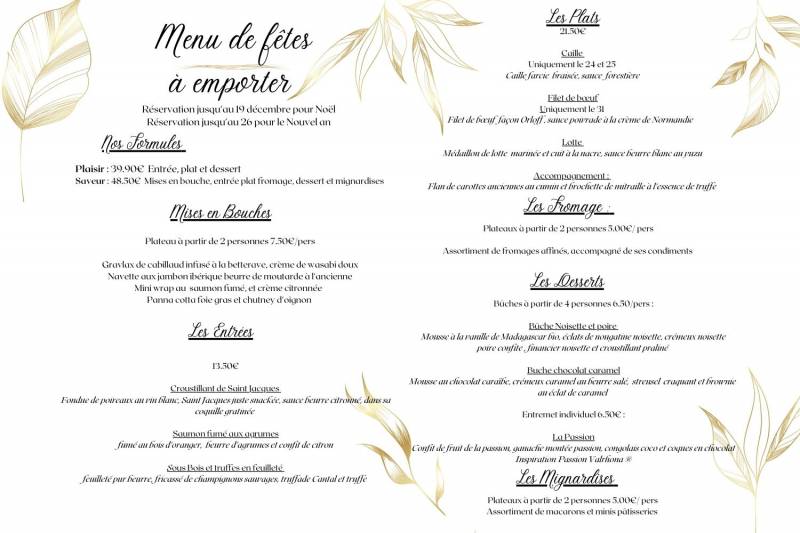 Menu de fêtes
à emporter
Réservation jusqu'au 19 décembre pour Noël
Réservation jusqu'au 26 pour le Nouvel an
Nos Formules
Plaisir : 39.90€ Entrée, plat et dessert
Saveur : 48.50€ Mises en bouche, entrée plat fromage, dessert et mignardises
Mises en Bouches
Plateau à partir de 2 personnes 7.50€/pers
Gravlax de cabillaud infusé à la betterave, crème de wasabi doux
Navette aux jambon ibérique beurre de moutarde à l'ancienne
Mini wrap au saumon fumé, et crème citronnée
Panna cotta foie gras et chutney d'oignon
Les Entrées
13.50€
Croustillant de Saint Jacques
Fondue de poireaux au vin blanc, Saint Jacques juste snackée, sauce beurre citronné, dans sa
coquille gratinée
Saumon fumé aux agrumes
fumé au bois d'oranger, beurre d'agrumes et confit de citron
Sous Bois et truffes en feuilleté
feuilleté pur beurre, fricassé de champignons sauvages, truffade Cantal et truffe
Les Plats
21.50€
Caille
Uniquement le 24 et 25
Caille farcie braisée, sauce forestière
Filet de bœuf
Uniquement le 31
Filet de bœuf façon Orloff, sauce poivrade à la crème de Normandie
Lotte
Médaillon de lotte marinée et cuit à la nacre, sauce beurre blanc au yuzu
Accompagnement :
Flan de carottes anciennes au cumin et brochette de mitraille à l'essence de truffe
Les Fromage :
Plateaux à partir de 2 personnes 5.00€/ pers
Assortiment de fromages affinés, accompagné de ses condiments
Les Desserts
Bûches à partir de 4 personnes 6.50/pers :
Bûche Noisette et poire
Mousse à la vanille de Madagascar bio, éclats de nougatine noisette, crémeux noisette
poire confite , financier noisette et croustillant praliné
Buche chocolat caramel
Mousse au chocolat caraïbe, crémeux caramel au beurre salé, streusel craquant et brownie
au éclat de caramel
Entremet individuel 6.50€ :
La Passion
Confit de fruit de la passion, ganache montée passion, congolais coco et coques en chocolat
Inspiration Passion Valrhona ®
Les Mignardises
Plateaux à partir de 2 personnes 5.00€/ pers
Assortiment de macarons et minis pâtisseries